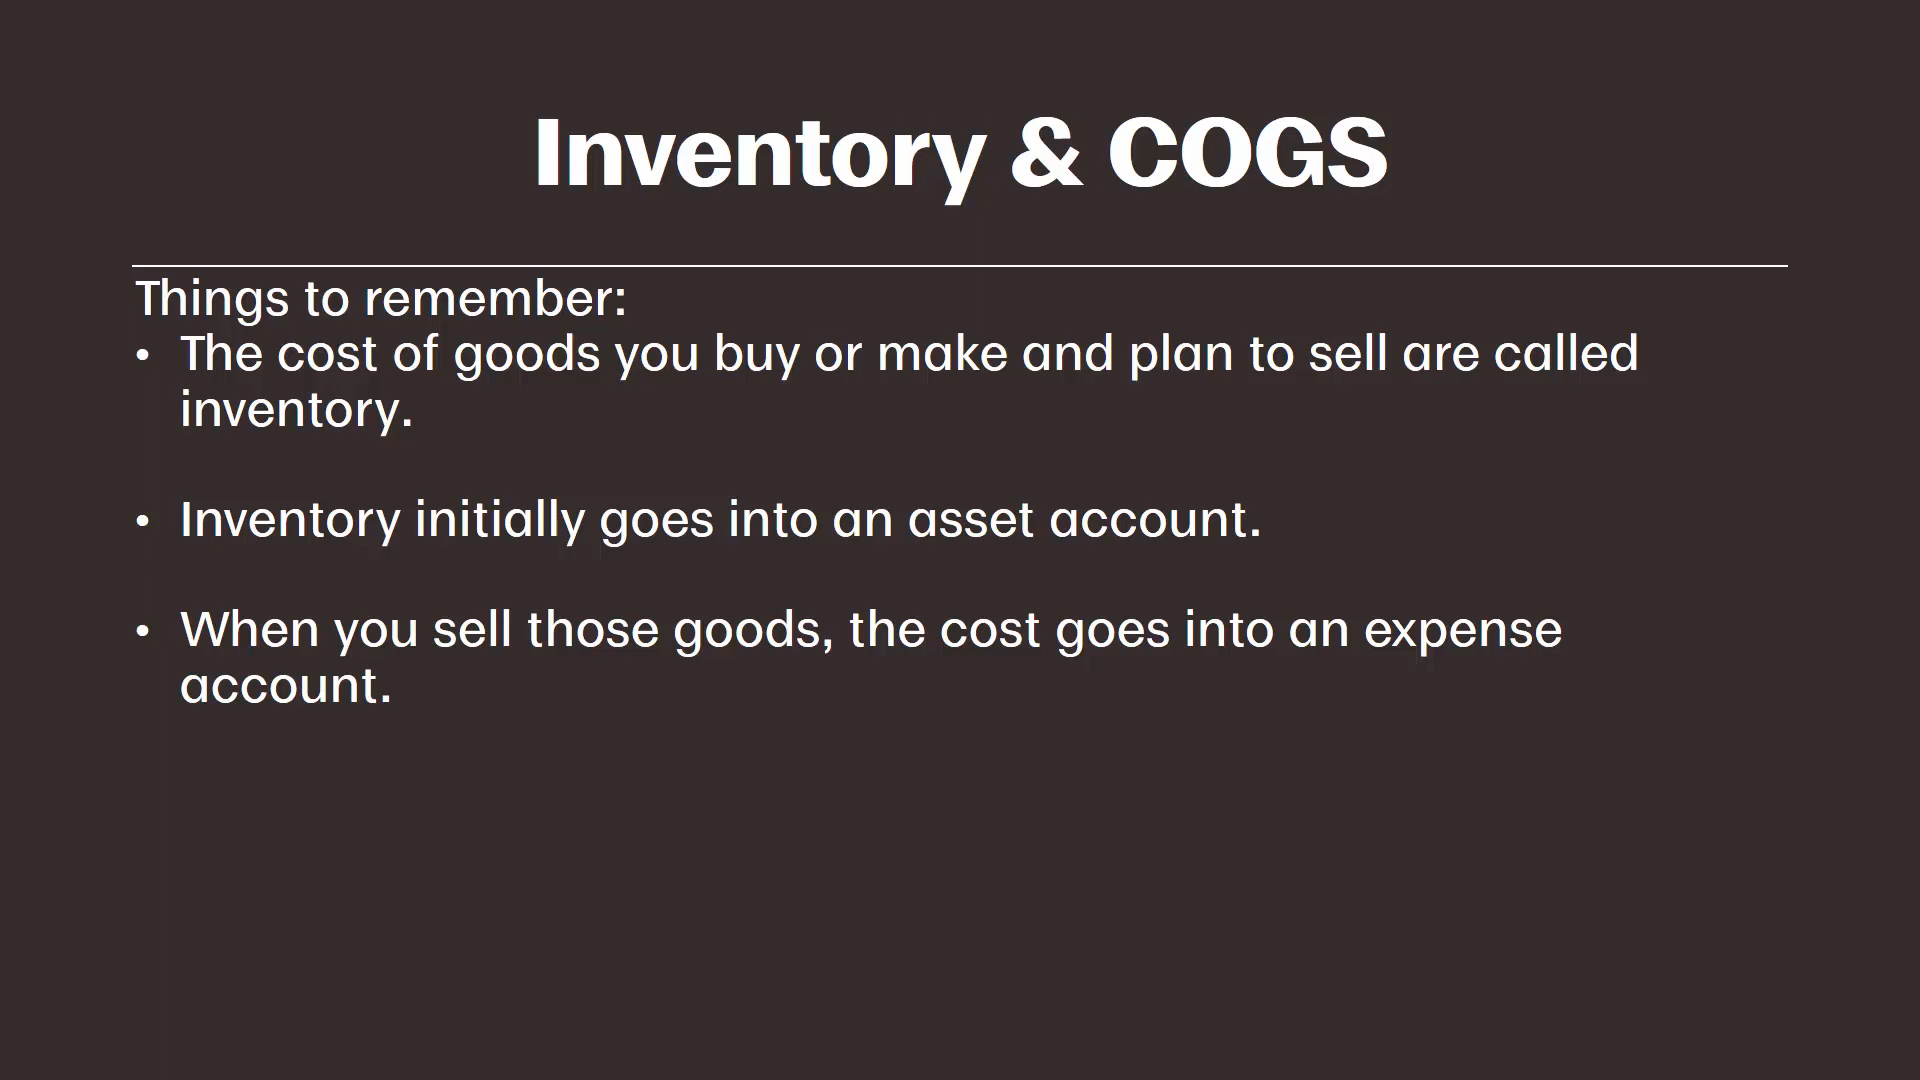 Inventory & COGS
Things to remember:
• The cost of goods you buy or make and plan to sell are called
inventory.
• Inventory initially goes into an asset account.
• When you sell those goods, the cost goes into an expense
account.